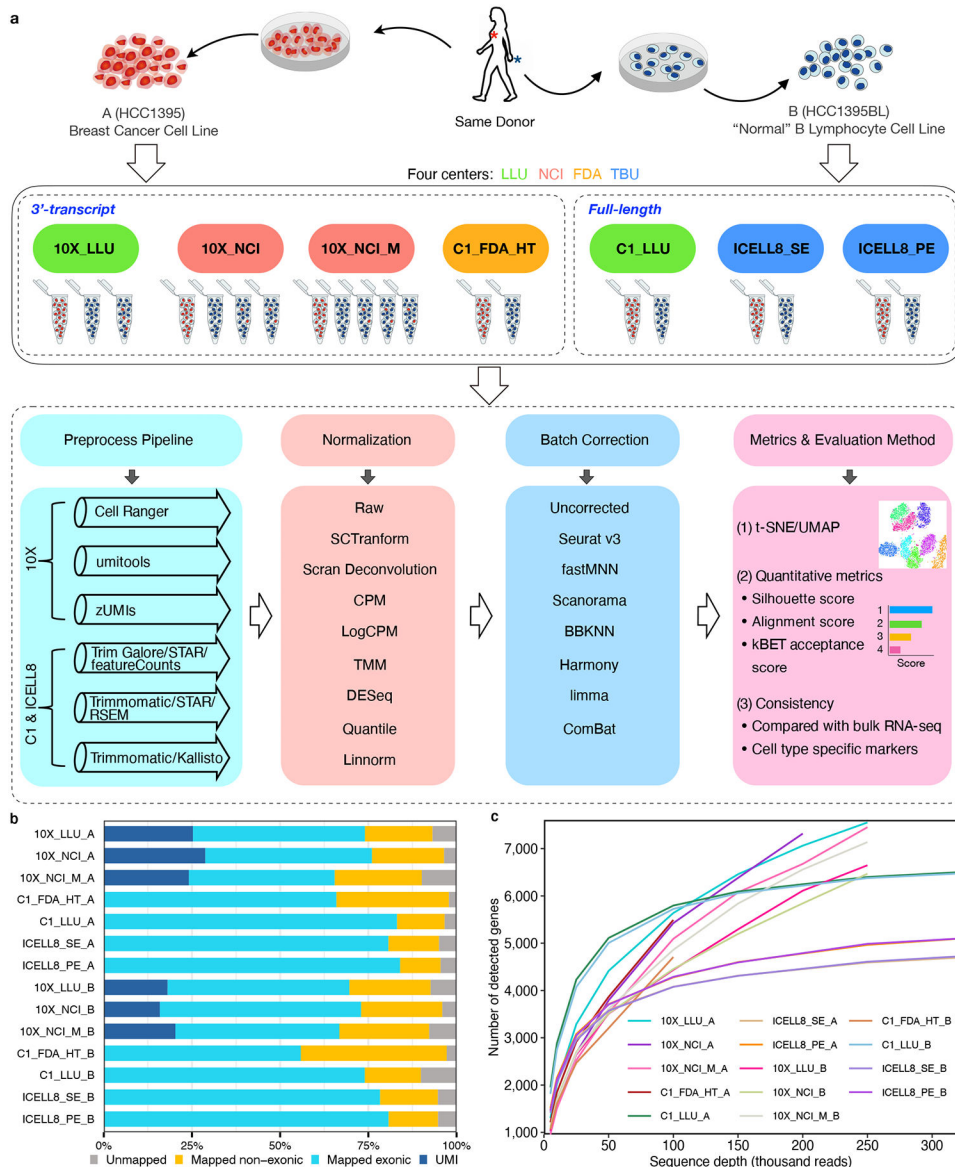 a
A (HCC1395)
Breast Cancer Cell Line
Same Donor
B (HCC1395BL)
“Normal” B Lymphocyte Cell Line
Four centers: LLU NCI FDA TBU
3'-transcript
Full-length
10X_LLU
10X_NCI
10X_NCI_M
C1_FDA_HT
C1_LLU
ICELL8_SE
ICELL8_PE
Preprocess Pipeline
Normalization
Batch Correction
Metrics & Evaluation Method
10X
Cell Ranger
umitools
zUMIs
C1 & ICELL8
Trim Galore/STAR/
featureCounts
Trimmomatic/STAR/
RSEM
Trimmomatic/Kallisto
Raw
SCTranform
Scran Deconvolution
CPM
LogCPM
TMM
DESeq
Quantile
Linnorm
Uncorrected
Seurat v3
fastMNN
Scanorama
BBKNN
Harmony
limma
ComBat
(1) t-SNE/UMAP
(2) Quantitative metrics
• Silhouette score
• Alignment score
• kBET acceptance
score
1
2
3
4
Score
(3) Consistency
• Compared with bulk RNA-seq
• Cell type specific markers
b
10X_LLU_A
10X_NCI_A
10X_NCI_M_A
C1_FDA_HT_A
C1_LLU_A
ICELL8_SE_A
ICELL8_PE_A
10X_LLU_B
10X_NCI_B
10X_NCI_M_B
C1_FDA_HT_B
C1_LLU_B
ICELL8_SE_B
ICELL8_PE_B
0% 25% 50% 75% 100%
Unmapped Mapped non−exonic Mapped exonic UMI
c
Number of detected genes
7,000
6,000
5,000
4,000
3,000
2,000
1,000
10X_LLU_A
10X_NCI_A
10X_NCI_M_A
C1_FDA_HT_A
C1_LLU_A
ICELL8_SE_A
ICELL8_PE_A
10X_LLU_B
10X_NCI_B
10X_NCI_M_B
C1_FDA_HT_B
C1_LLU_B
ICELL8_SE_B
ICELL8_PE_B
0 50 100 150 200 250 300
Sequence depth (thousand reads)